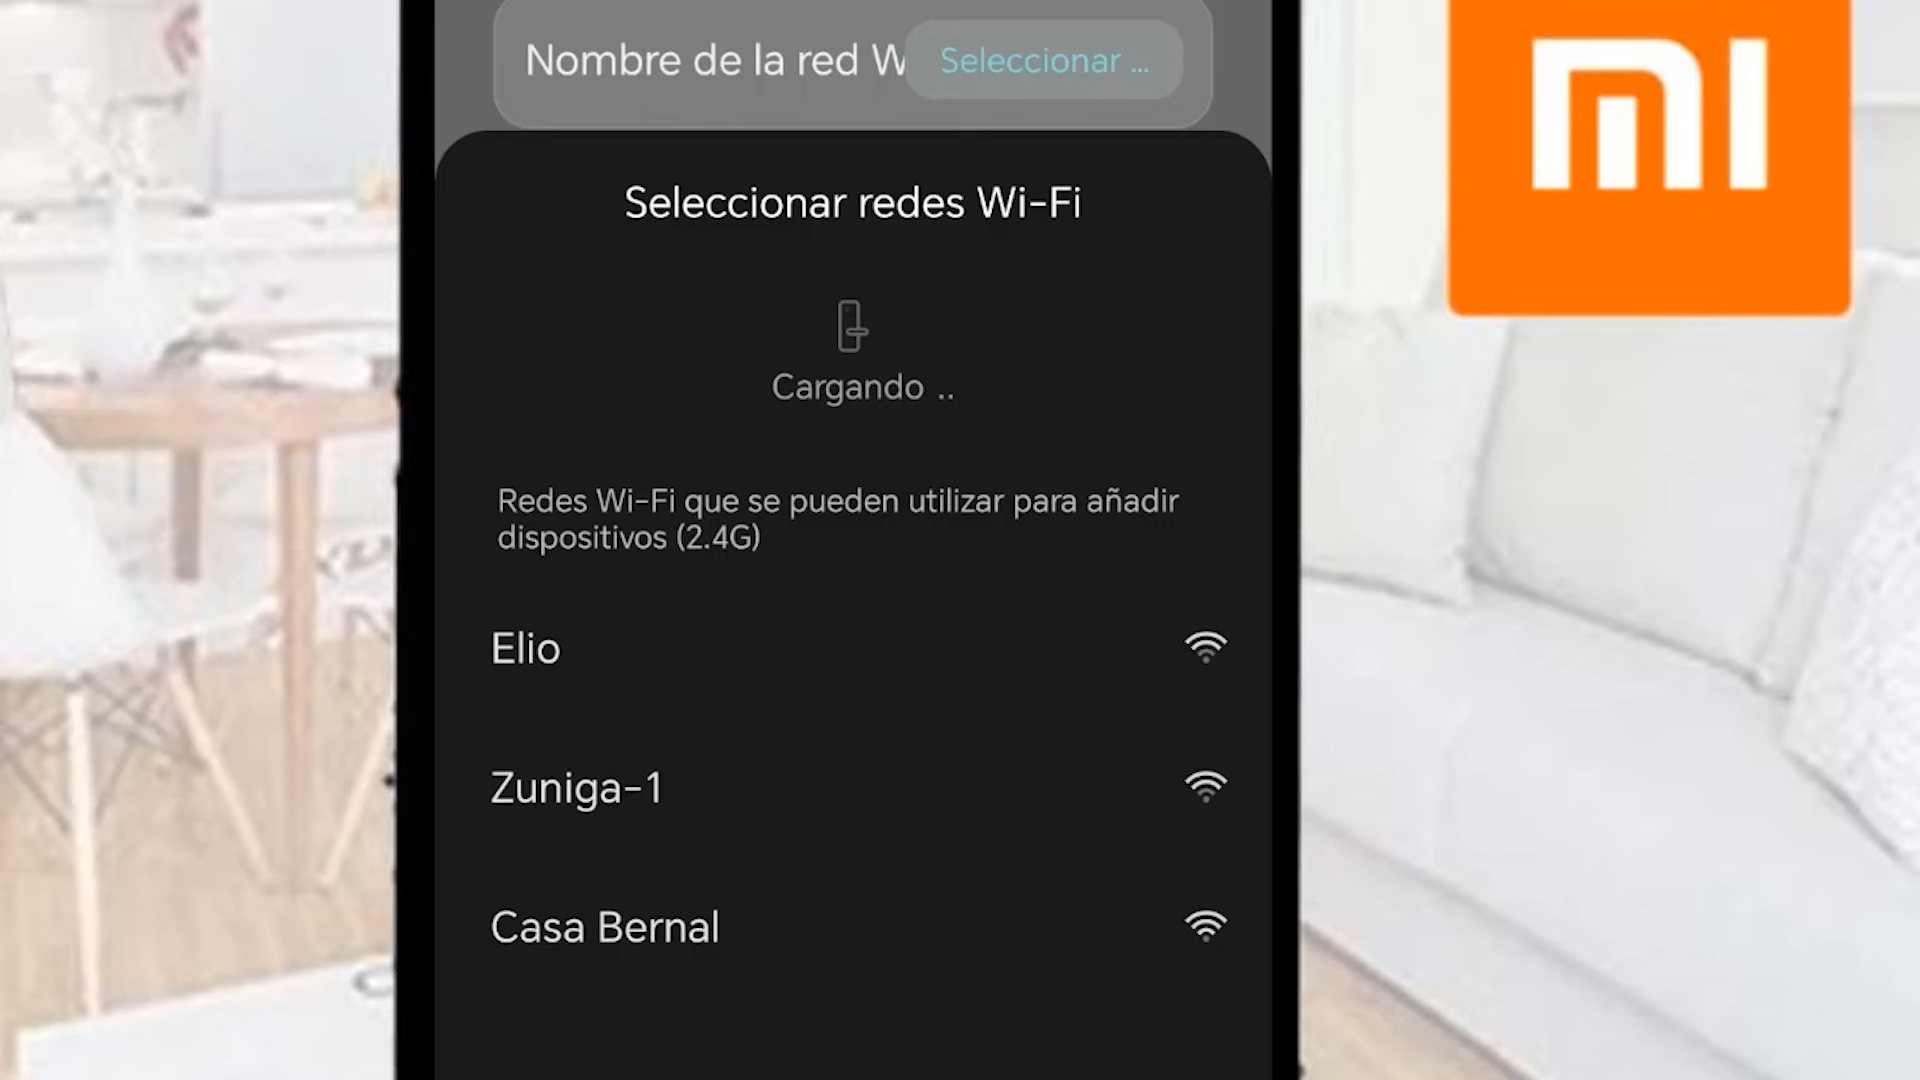 Nombre de la red W
Seleccionar ...
Seleccionar redes Wi-Fi
Cargando ..
Redes Wi-Fi que se pueden utilizar para añadir
dispositivos (2.4G)
Elio
Zuniga-1
Casa Bernal
mi